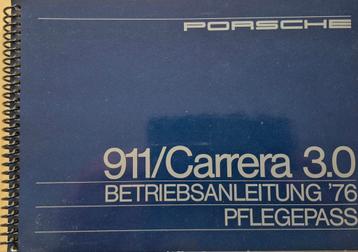 PORSCHE
911/Carrera 3.0
BETRIEBSANLEITUNG '76
PFLEGEPASS